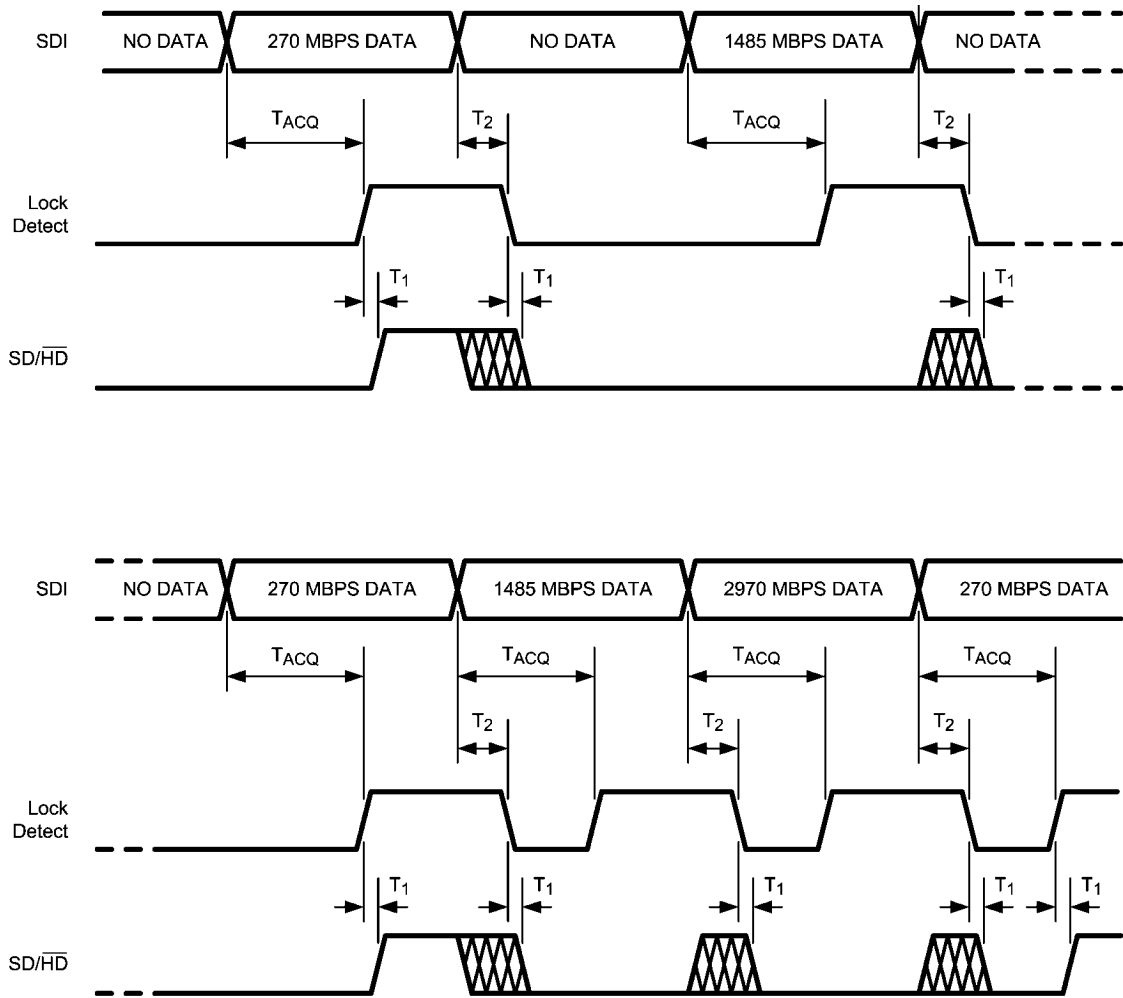 SDI
NO DATA
270 MBPS DATA
NO DATA
1485 MBPS DATA
NO DATA
TACQ
T2
TACQ
T2
Lock
Detect
T1
T1
T1
SD/HD
SDI
NO DATA
270 MBPS DATA
1485 MBPS DATA
2970 MBPS DATA
270 MBPS DATA
TACQ
TACQ
TACQ
TACQ
T2
T2
T2
Lock
Detect
T1
T1
T1
T1
T1
SD/HD